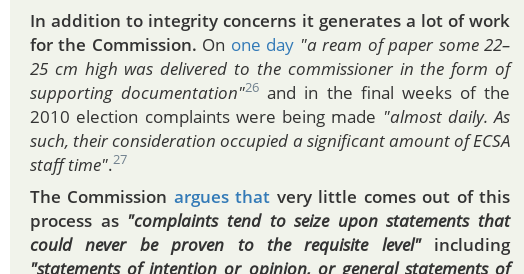 In addition to integrity concerns it generates a lot of work
for the Commission. On one day "a ream of paper some 22–
25 cm high was delivered to the commissioner in the form of
supporting documentation"26 and in the final weeks of the
2010 election complaints were being made "almost daily. As
such, their consideration occupied a significant amount of ECSA
staff time".27
The Commission argues that very little comes out of this
process as "complaints tend to seize upon statements that
could never be proven to the requisite level" including
"statements of intention or opinion, or general statements of